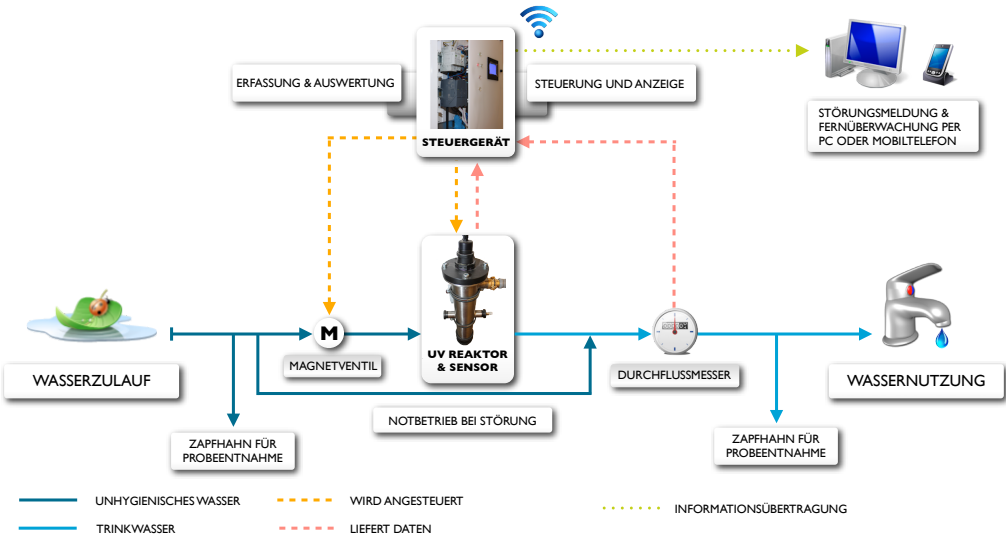 ERFASSUNG & AUSWERTUNG
STEUERUNG UND ANZEIGE
STEUERGERÄT
STÖRUNGSMELDUNG &
FERNÜBERWACHUNG PER
PC ODER MOBILTELEFON
WASSERZULAUF
M
MAGNETVENTIL
UV REAKTOR
& SENSOR
DURCHFLUSSMESSER
WASSERNUTZUNG
NOTBETRIEB BEI STÖRUNG
ZAPFHAHN FÜR
PROBEENTNAHME
ZAPFHAHN FÜR
PROBEENTNAHME
UNHYGIENISCHES WASSER
WIRD ANGESTEUERT
INFORMATIONSÜBERTRAGUNG
TRINKWASSER
LIEFERT DATEN